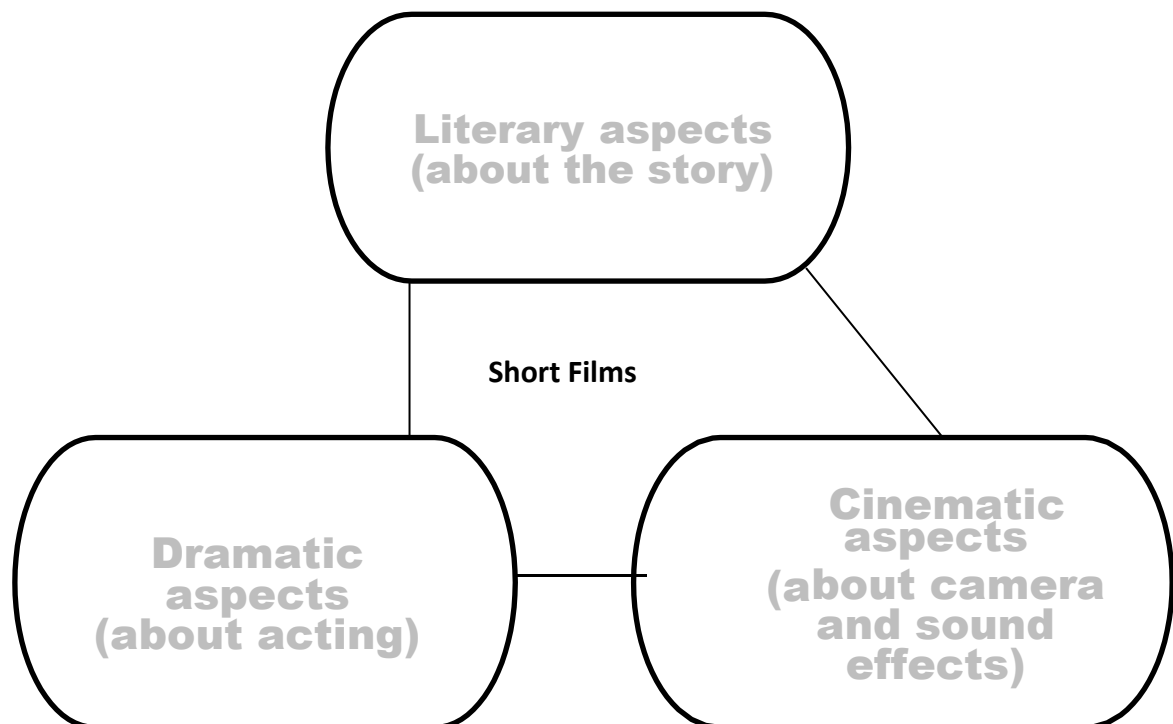 Literary aspects
(about the story)
Short Films
Dramatic
aspects
(about acting)
Cinematic
aspects
(about camera
and sound
effects)